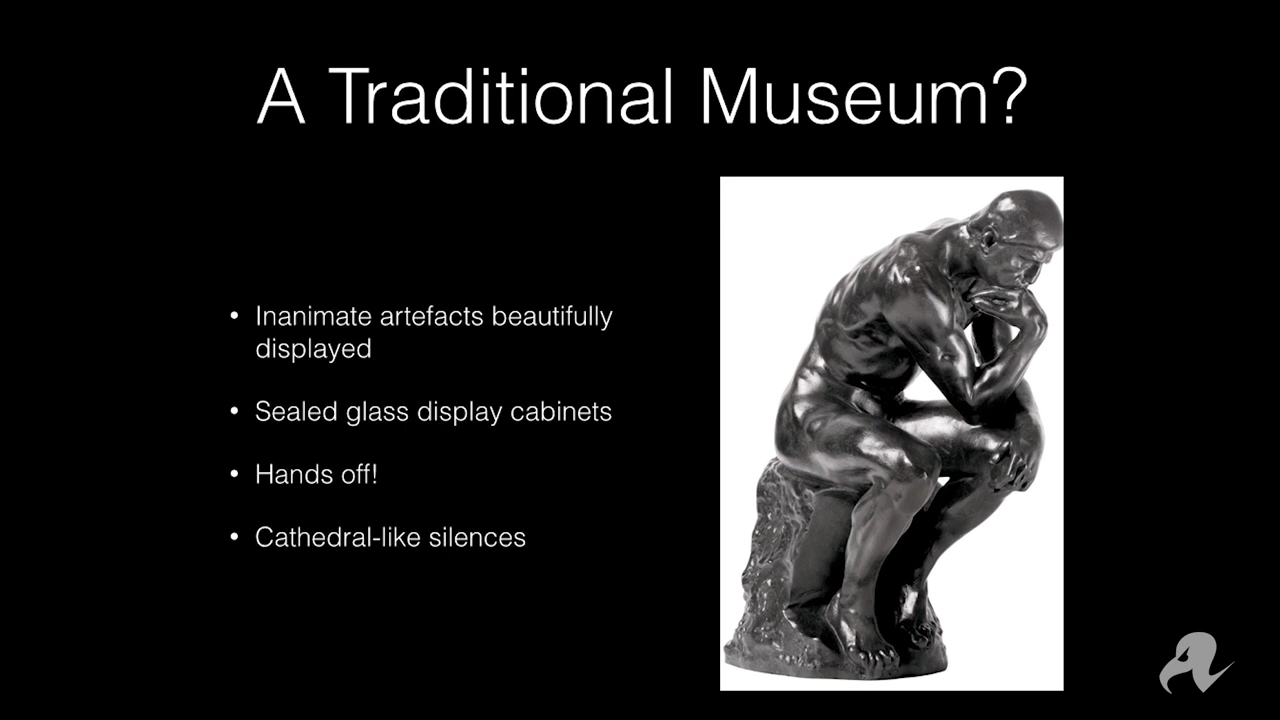 A Traditional Museum?
• Inanimate artefacts beautifully
displayed
• Sealed glass display cabinets
• Hands off!
• Cathedral-like silences